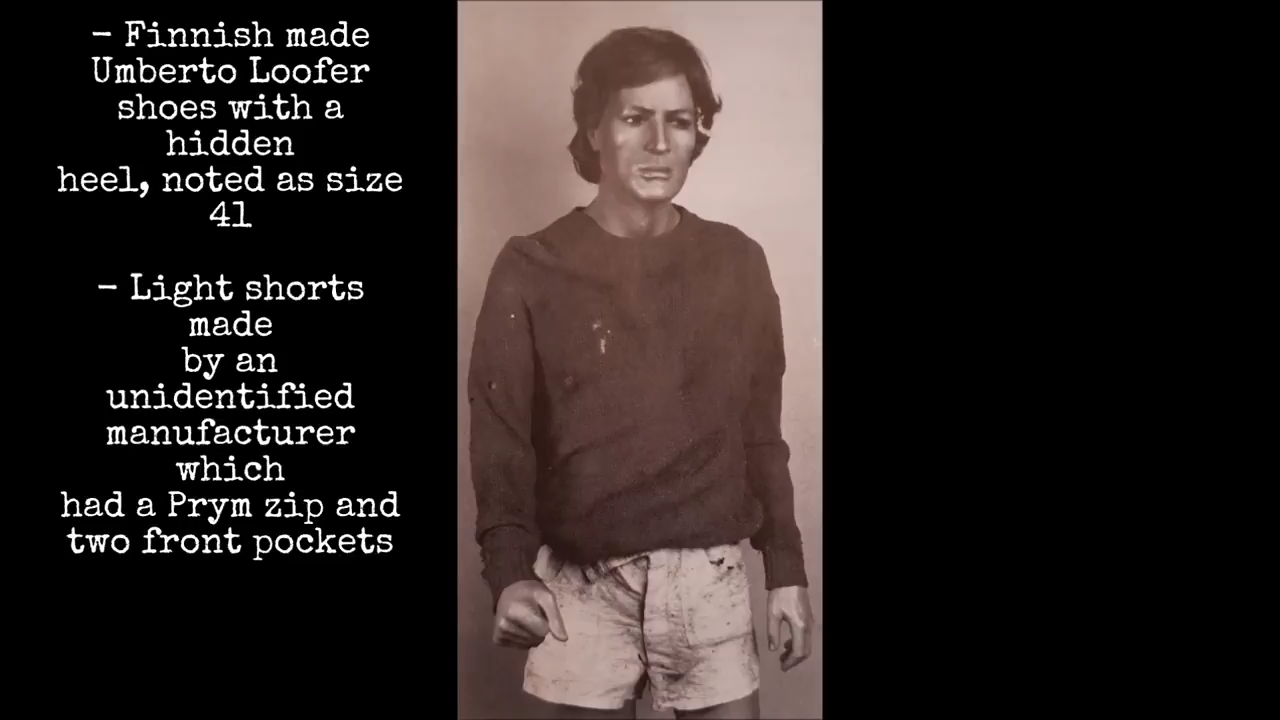 - Finnish made
Umberto Loofer
shoes with a
hidden
heel, noted as size
41
- Light shorts
made
by an
unidentified
manufacturer
which
had a Prym zip and
two front pockets